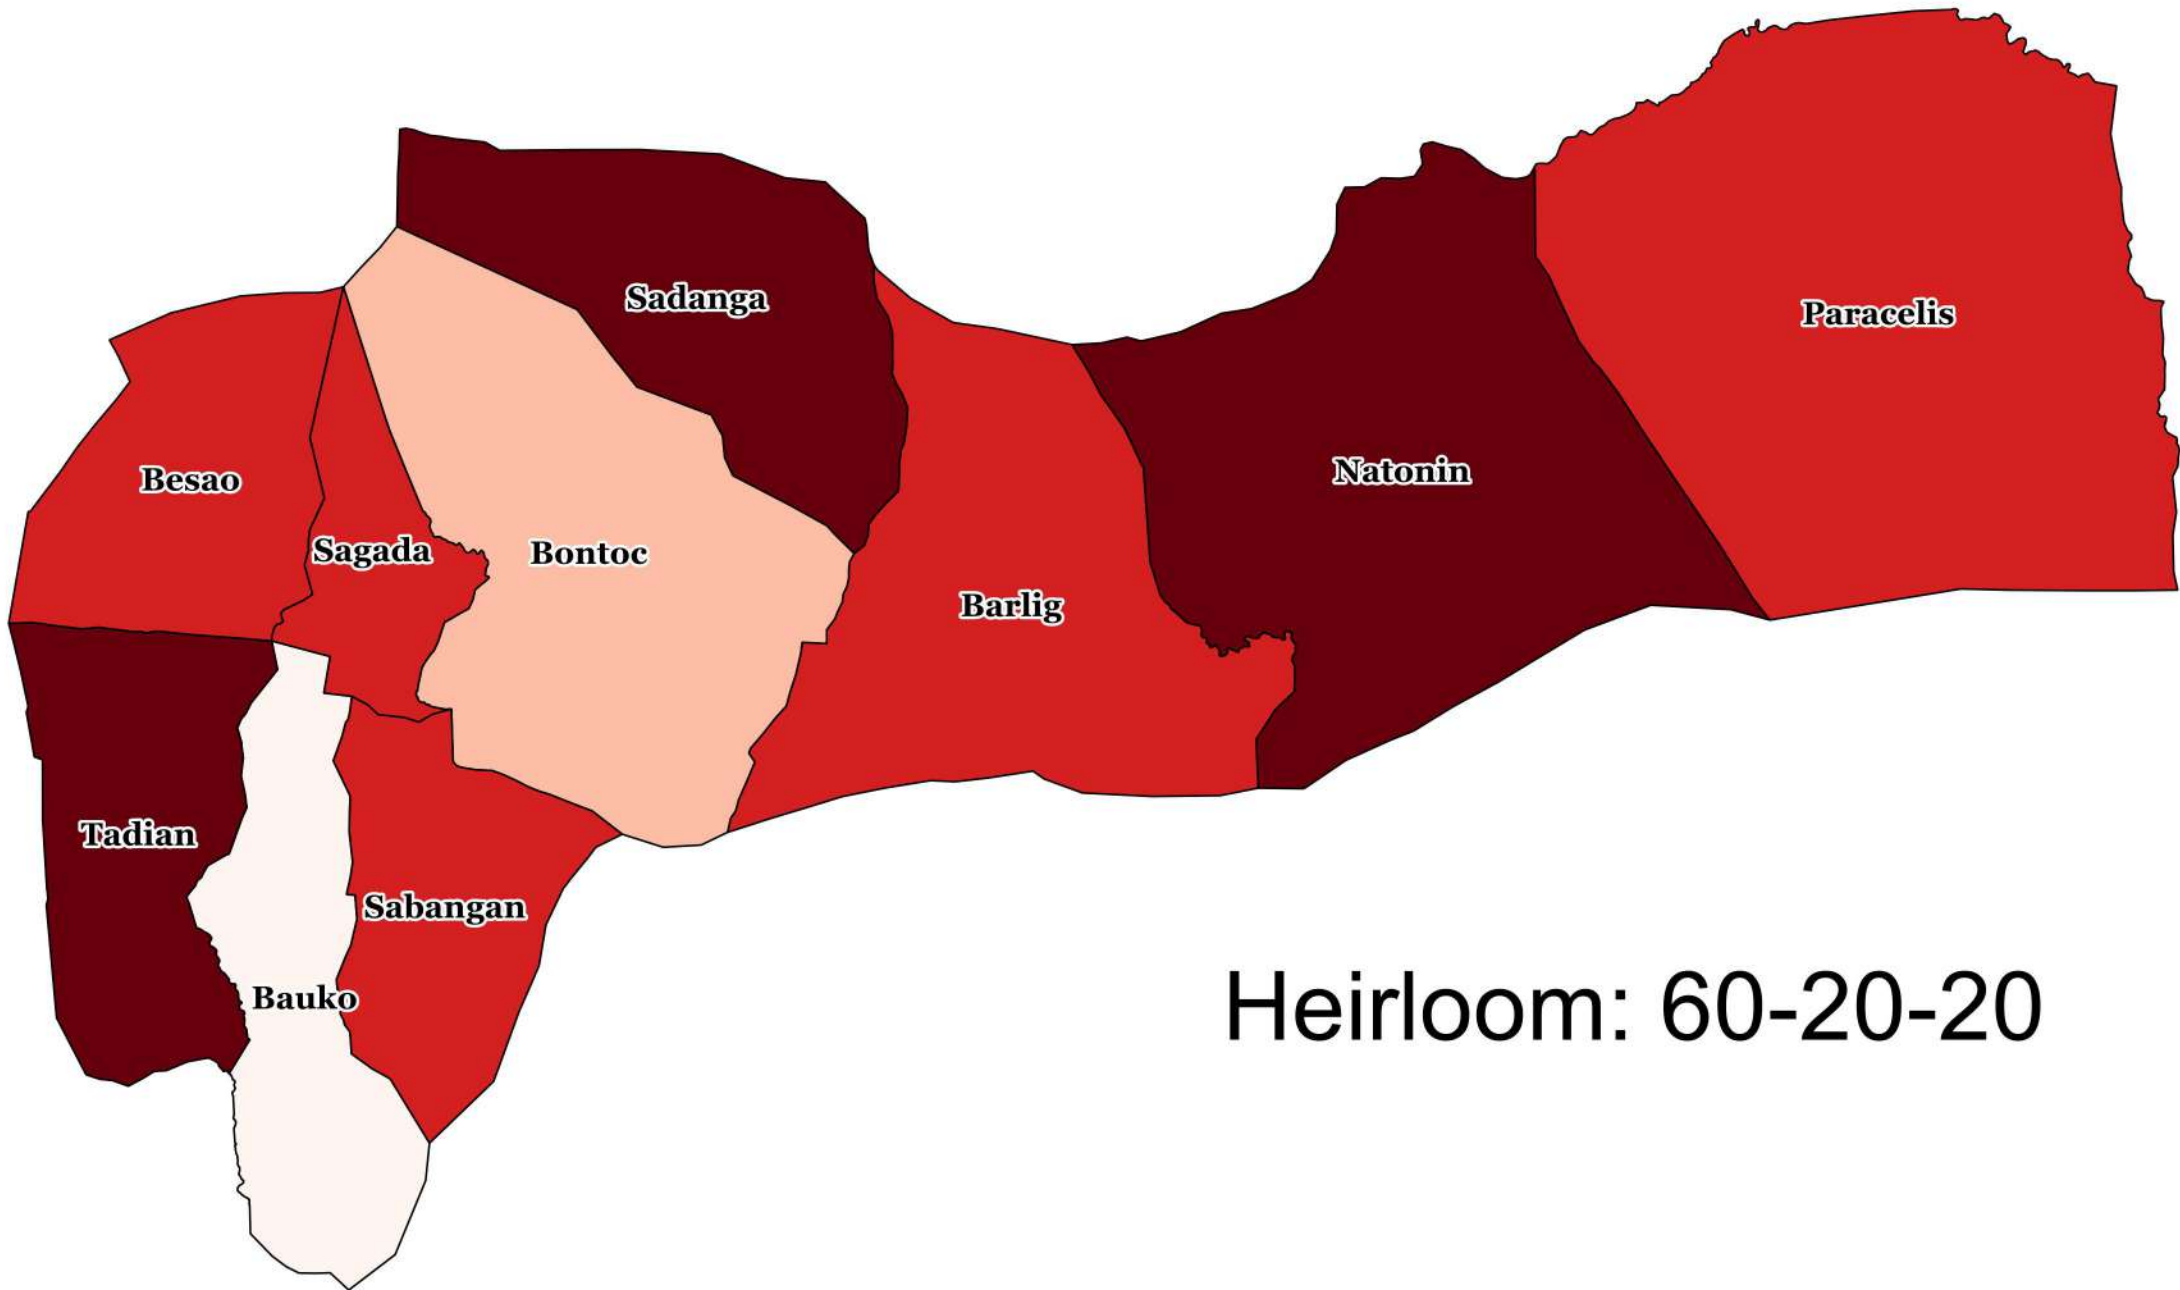 Sadanga
Paracelis
Besao
Natonin
Sagada
Bontoc
Barlig
Tadian
Sabangan
Bauko
Heirloom: 60-20-20